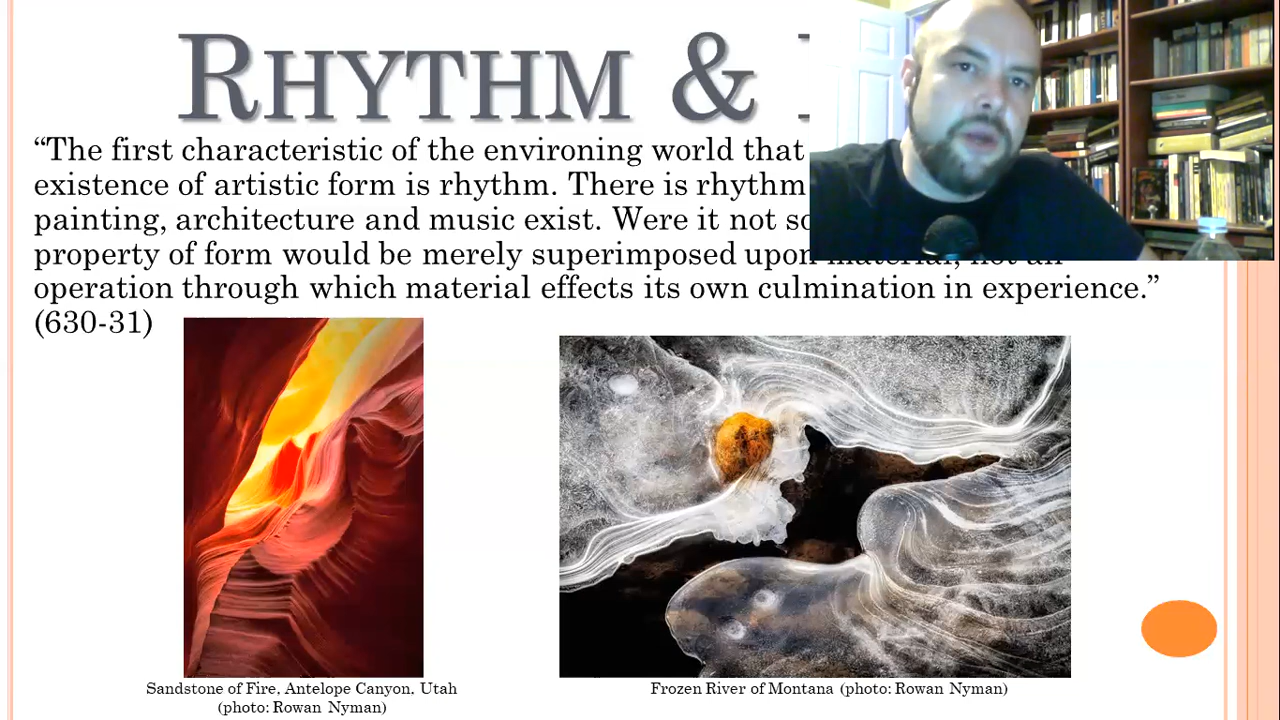 RHYTHM &
“The first characteristic of the environing world that
existence of artistic form is rhythm. There is rhythm
painting, architecture and music exist. Were it not so
property of form would be merely superimposed upon material, not an
operation through which material effects its own culmination in experience.”
(630-31)
Sandstone of Fire, Antelope Canyon, Utah
(photo: Rowan Nyman)
Frozen River of Montana (photo: Rowan Nyman)